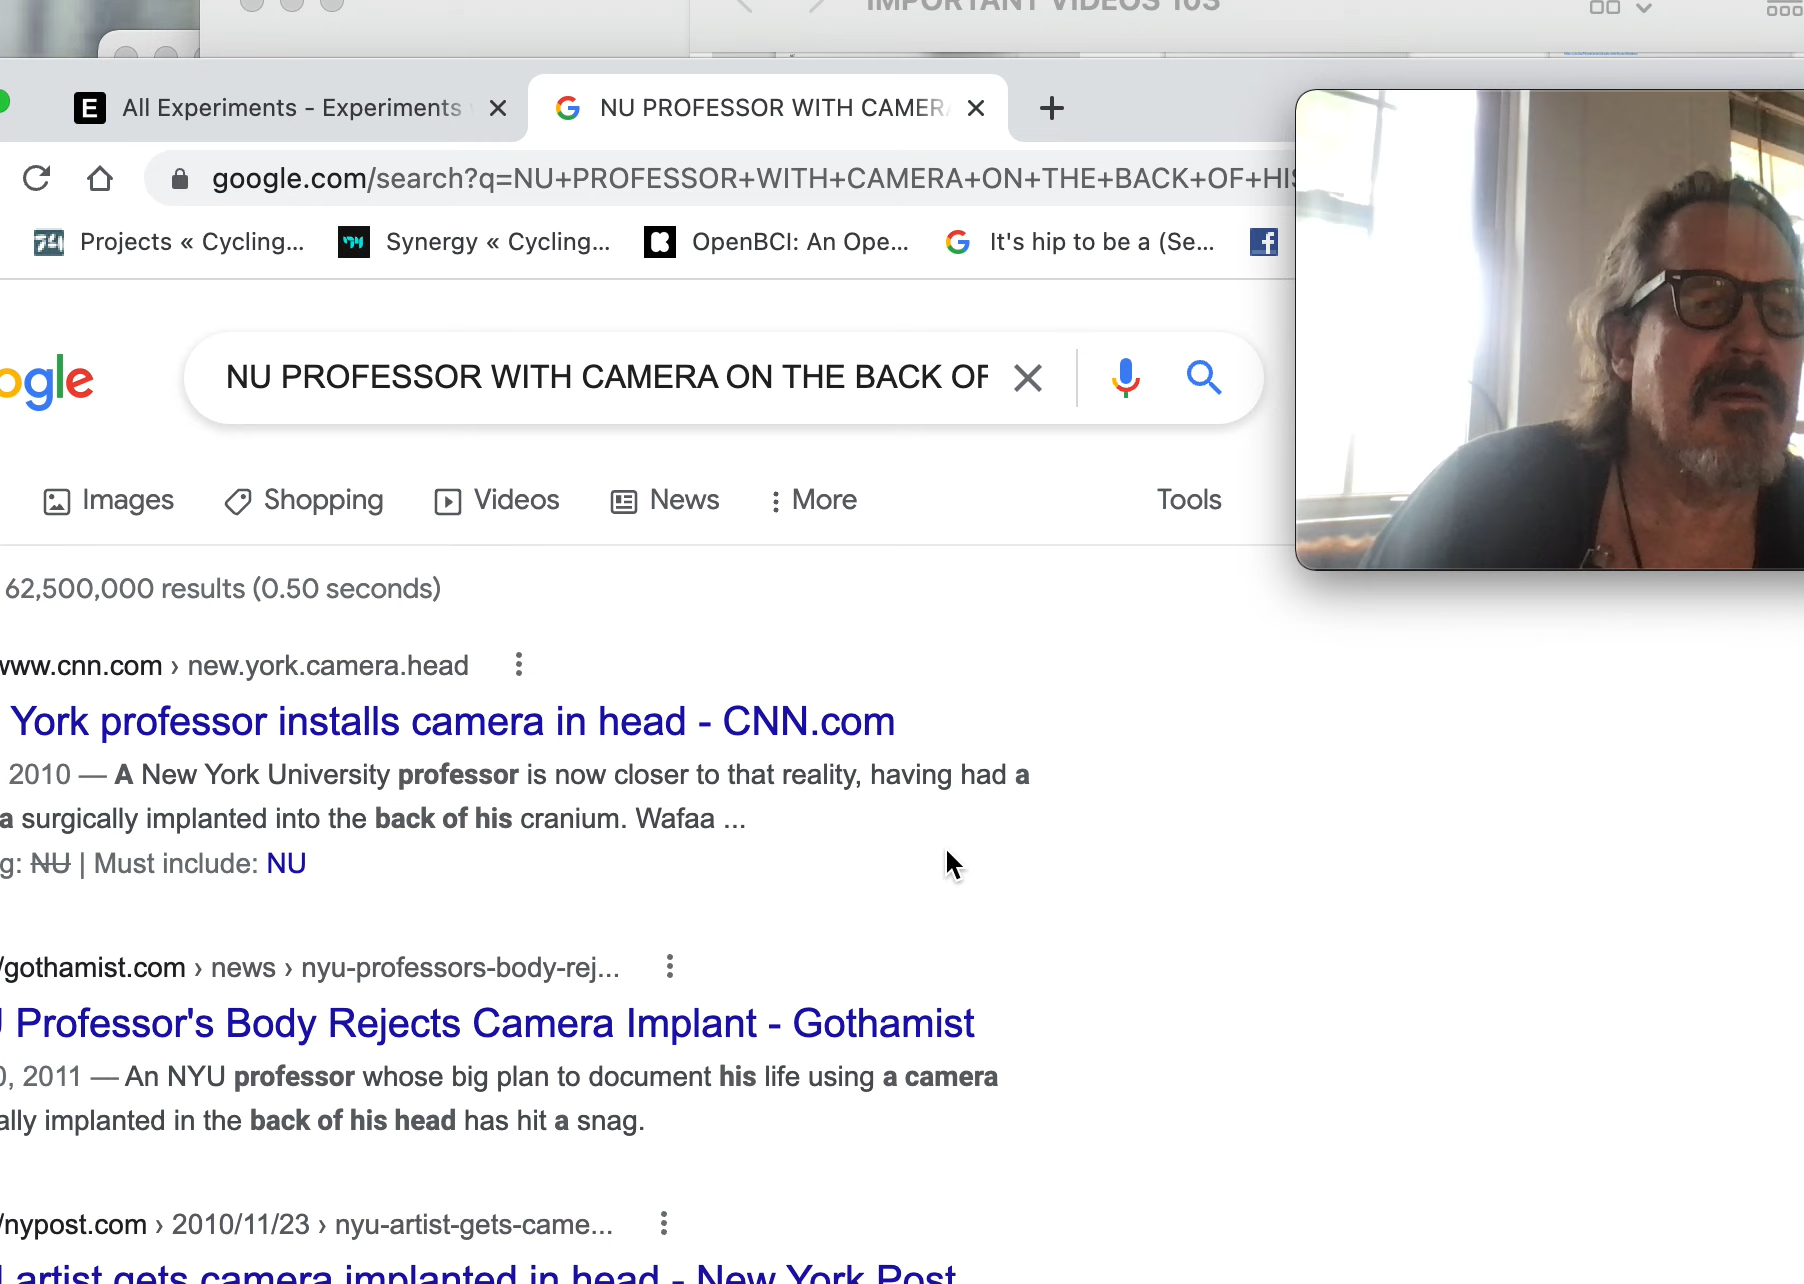 IMPORTANT VIDEOS 103
E All Experiments - Experiments
NU PROFESSOR WITH CAMERA
google.com/search?q=NU+PROFESSOR+WITH+CAMERA+ON+THE+BACK+OF+HIS
Projects « Cycling... Synergy « Cycling... OpenBCI: An Ope... It's hip to be a (Se...
ogle
NU PROFESSOR WITH CAMERA ON THE BACK OF
Images Shopping Videos News More Tools
62,500,000 results (0.50 seconds)
www.cnn.com › new.york.camera.head
York professor installs camera in head - CNN.com
2010 — A New York University professor is now closer to that reality, having had a
a surgically implanted into the back of his cranium. Wafaa ...
g: NU | Must include: NU
/gothamist.com › news › nyu-professors-body-rej...
Professor's Body Rejects Camera Implant - Gothamist
0, 2011 — An NYU professor whose big plan to document his life using a camera
ally implanted in the back of his head has hit a snag.
/nypost.com › 2010/11/23 › nyu-artist-gets-came...
artist gets camera implanted in head - New York Post